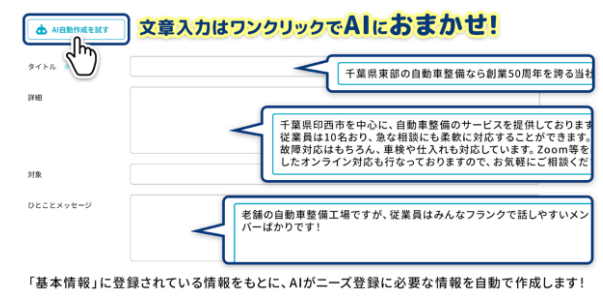 AI自動作成を試す
文章入力はワンクリックでAIにおまかせ!
タイトル
千葉県東部の自動車整備なら創業50周年を誇る当社
詳細
千葉県印西市を中心に、自動車整備のサービスを提供しております
従業員は10名おり、急な相談にも柔軟に対応することができます。
故障対応はもちろん、車検や仕入れも対応しています。Zoom等を
したオンライン対応も行なっておりますので、お気軽にご相談くだ
対象
ひとことメッセージ
老舗の自動車整備工場ですが、従業員はみんなフランクで話しやすいメン
バーばかりです!
「基本情報」に登録されている情報をもとに、AIがニーズ登録に必要な情報を自動で作成します!